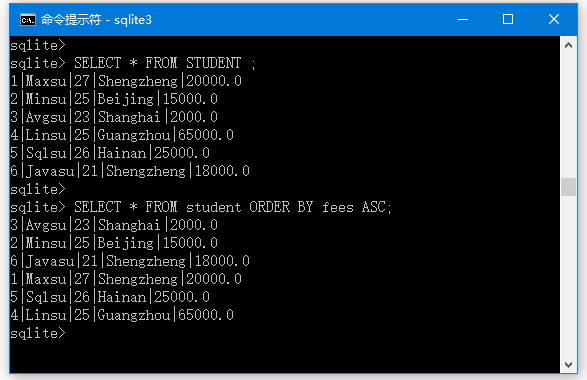 命令提示符 - sqlite3
sqlite>
sqlite> SELECT * FROM STUDENT ;
1|Maxsu|27|Shengzheng|20000.0
2|Minsu|25|Beijing|15000.0
3|Avgsu|23|Shanghai|2000.0
4|Linsu|25|Guangzhou|65000.0
5|Sqlsu|26|Hainan|25000.0
6|Javasu|21|Shengzheng|18000.0
sqlite>
sqlite> SELECT * FROM student ORDER BY fees ASC;
3|Avgsu|23|Shanghai|2000.0
2|Minsu|25|Beijing|15000.0
6|Javasu|21|Shengzheng|18000.0
1|Maxsu|27|Shengzheng|20000.0
5|Sqlsu|26|Hainan|25000.0
4|Linsu|25|Guangzhou|65000.0
sqlite>